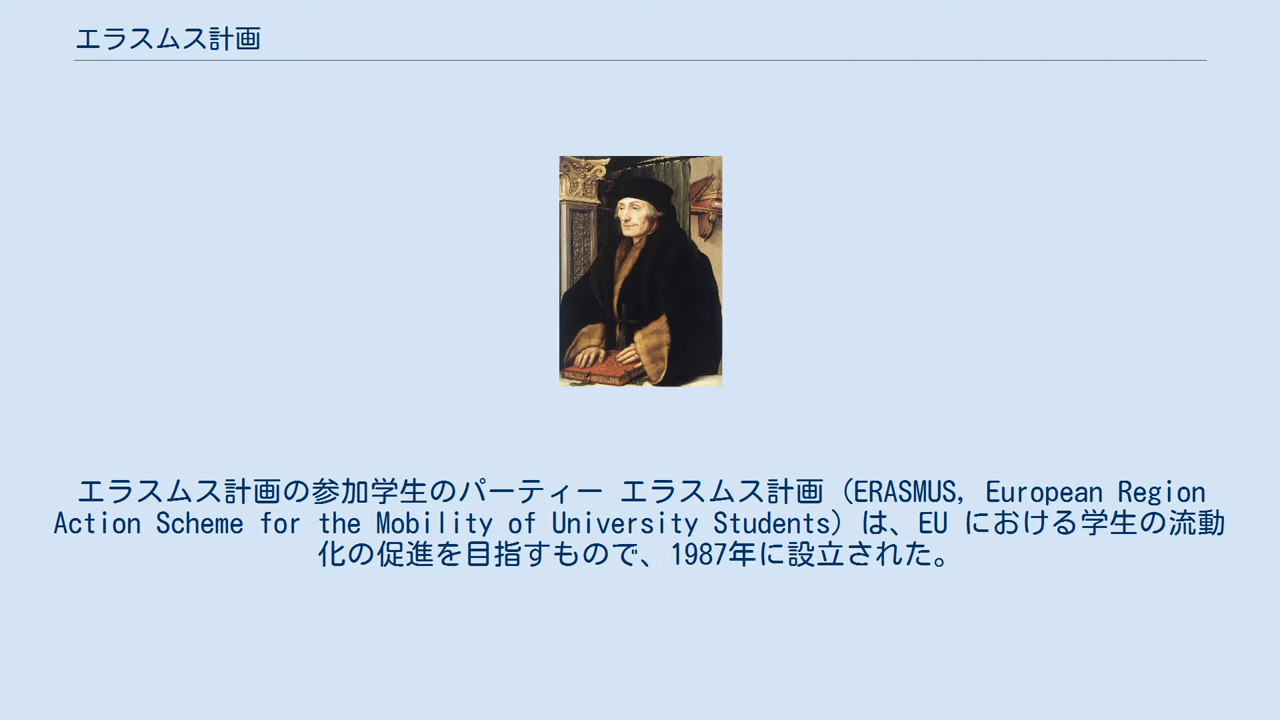 エラスムス計画
エラスムス計画の参加学生のパーティー エラスムス計画（ERASMUS, European Region
Action Scheme for the Mobility of University Students）は、EU における学生の流動
化の促進を目指すもので、1987年に設立された。